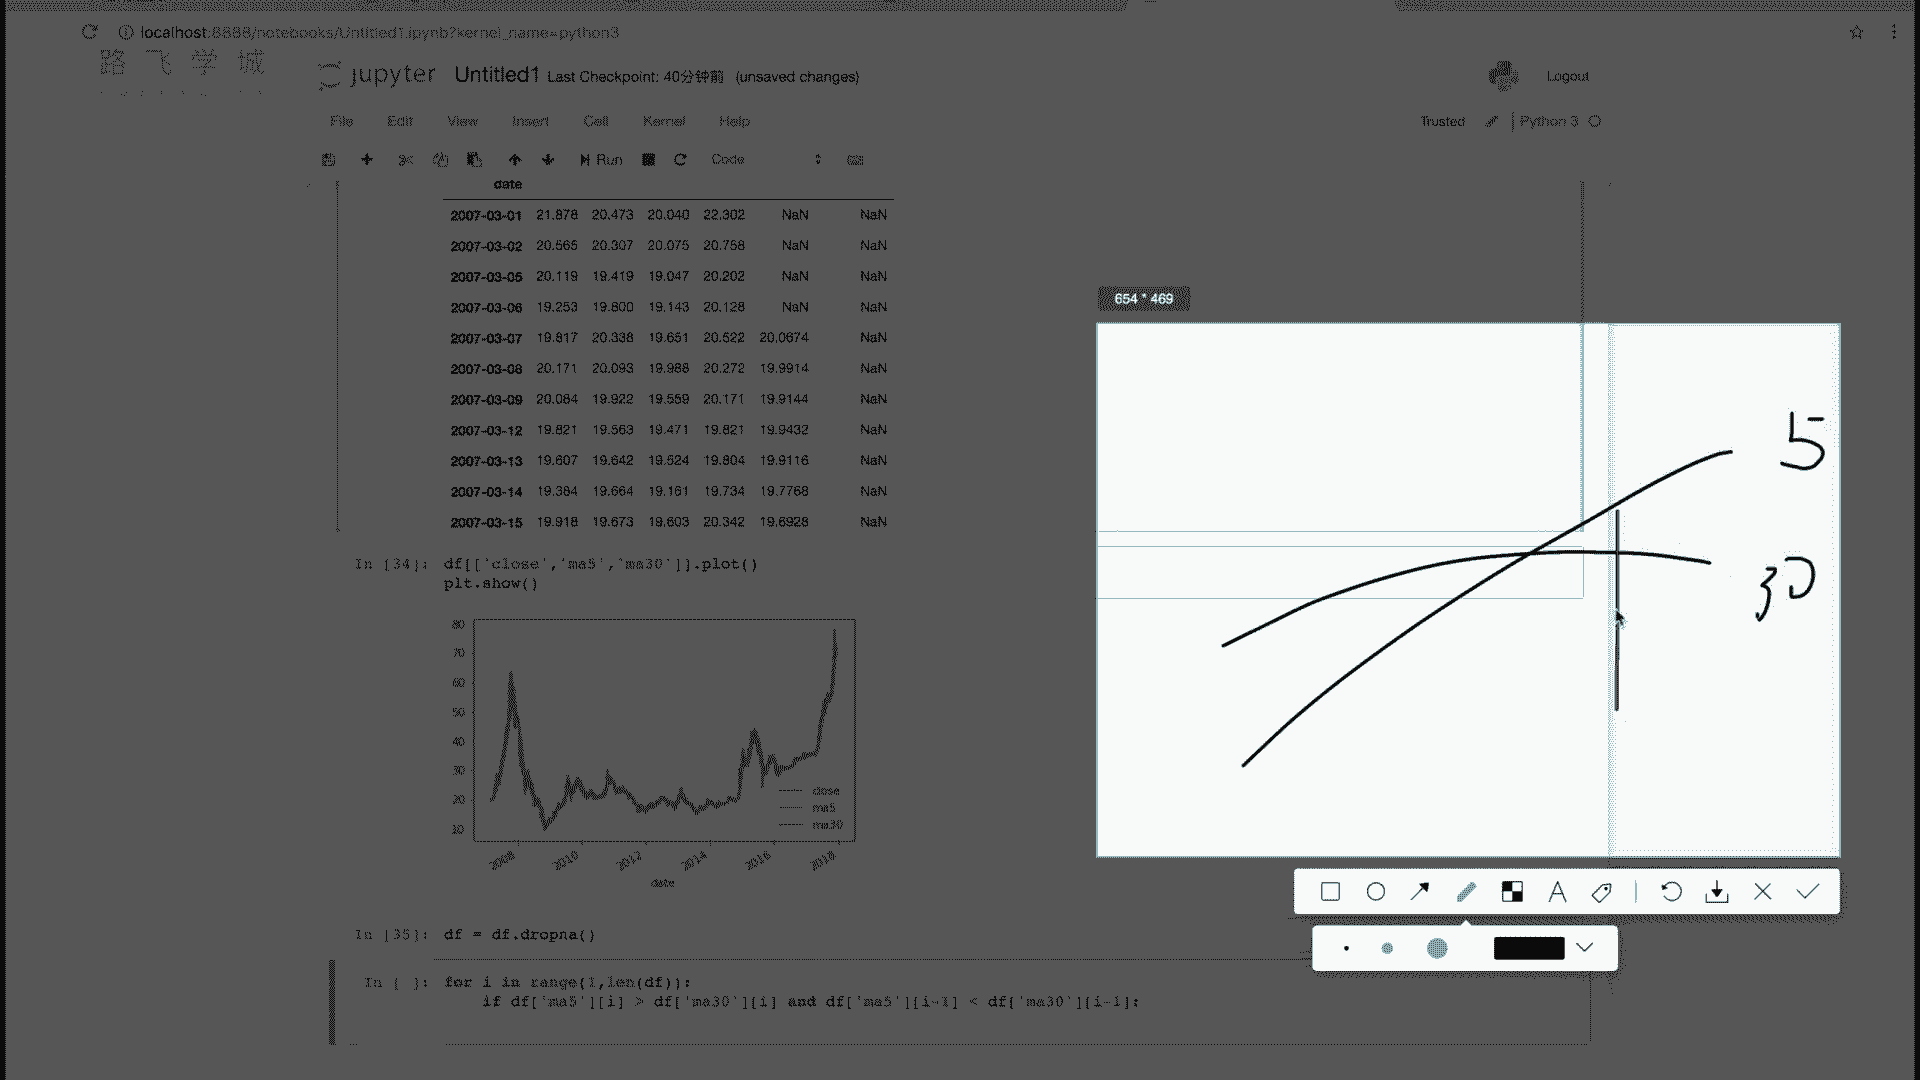 localhost:8888/notebooks/Untitled1.ipynb?kernel_name=python3
路飞学城
jupyter Untitled1 Last Checkpoint: 40分钟前 (unsaved changes)
Logout
File Edit View Insert Cell Kernel Help
Trusted | Python 3
Run Code
date
2007-03-01 21.878 20.473 20.040 22.302 NaN NaN
2007-03-02 20.565 20.307 20.075 20.758 NaN NaN
2007-03-05 20.119 19.419 19.047 20.202 NaN NaN
2007-03-06 19.253 19.800 19.143 20.128 NaN NaN
2007-03-07 19.817 20.338 19.651 20.522 20.0674 NaN
2007-03-08 20.171 20.093 19.988 20.272 19.9914 NaN
2007-03-09 20.084 19.922 19.559 20.171 19.9144 NaN
2007-03-12 19.821 19.563 19.471 19.821 19.9432 NaN
2007-03-13 19.607 19.642 19.524 19.804 19.9116 NaN
2007-03-14 19.384 19.664 19.161 19.734 19.7768 NaN
2007-03-15 19.918 19.673 19.603 20.342 19.6928 NaN
654 * 469
5
30
In [34]: df[['close','ma5','ma30']].plot()
plt.show()
80
70
60
50
40
30
20
10
close
ma5
ma30
2008 2010 2012 2014 2016 2018
date
In [35]: df = df.dropna()
In [ ]: for i in range(1,len(df)):
if df['ma5'][i] > df['ma30'][i] and df['ma5'][i-1] < df['ma30'][i-1]:
A